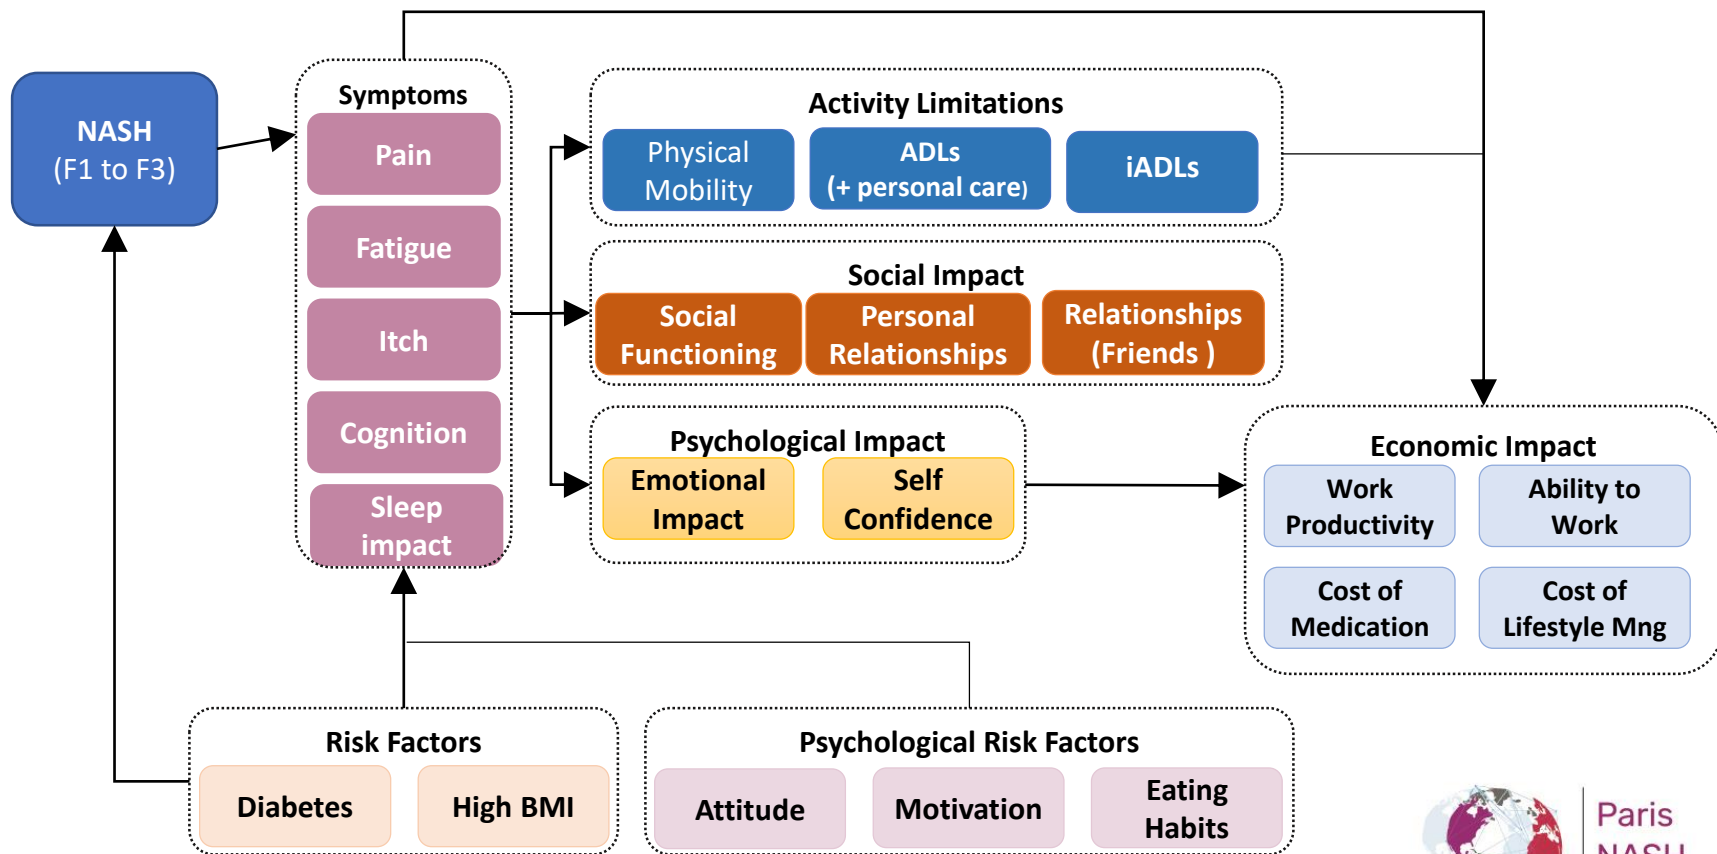 NASH
(F1 to F3)
Symptoms
Pain
Fatigue
Itch
Cognition
Sleep
impact
Activity Limitations
Physical
Mobility
ADLs
(+ personal care)
iADLs
Social Impact
Social
Functioning
Personal
Relationships
Relationships
(Friends )
Psychological Impact
Emotional
Impact
Self
Confidence
Economic Impact
Work
Productivity
Ability to
Work
Cost of
Medication
Cost of
Lifestyle Mng
Risk Factors
Diabetes
High BMI
Psychological Risk Factors
Attitude
Motivation
Eating
Habits
Paris
NASH